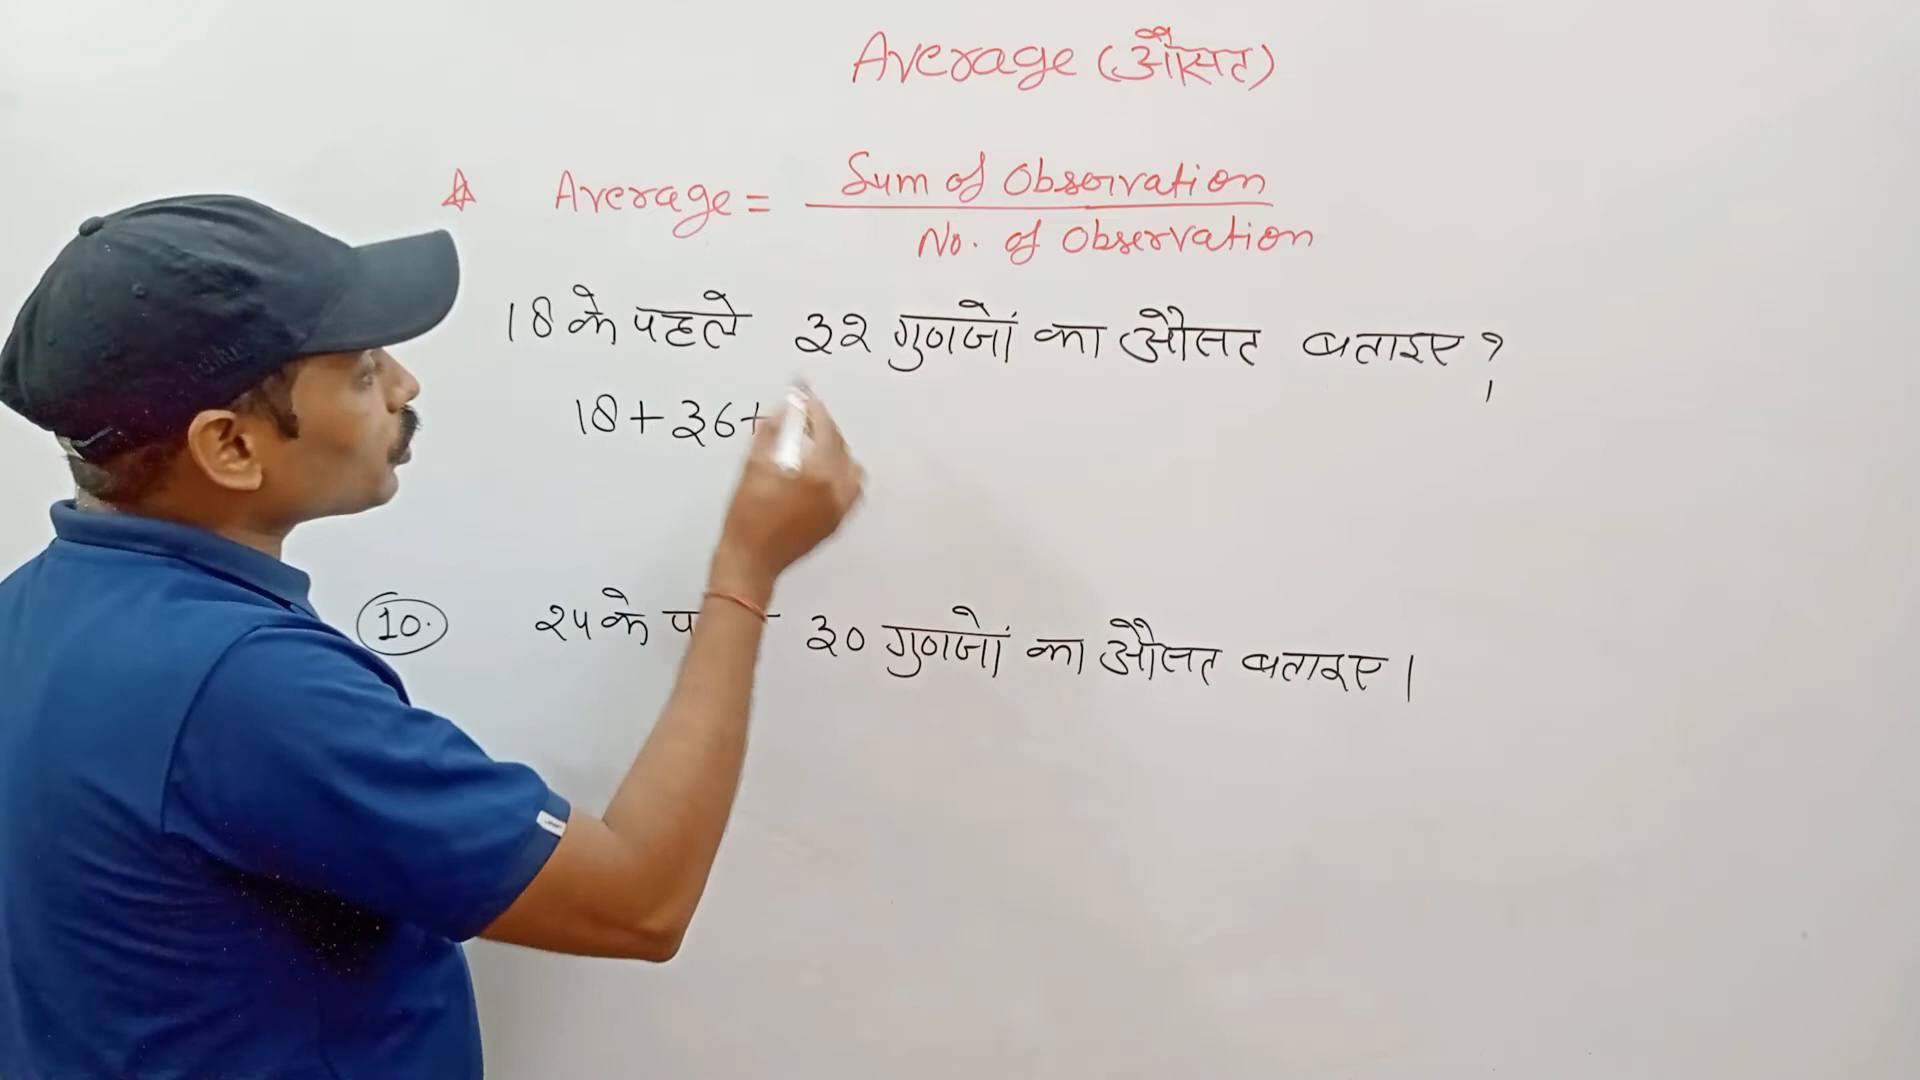 Average (औसत)
☆ Average = Sum of Observation
No. of Observation
18 के पहले 32 गुणजों का औसत बताइए ?
18 + 36 +
10. 24 के 30 गुणजों का औसत बताइए ।